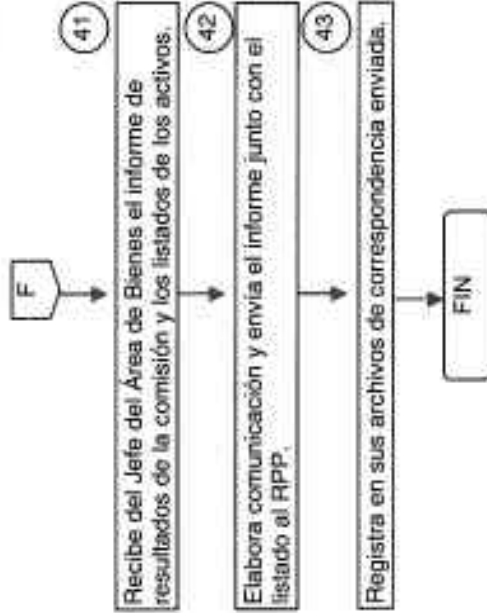 F
41
Recibe del Jefe del Área de Bienes el informe de
resultados de la comisión y los listados de los activos.
42
Elabora comunicación y envía el informe junto con el
listado al RPP.
43
Registra en sus archivos de correspondencia enviada.
FIN